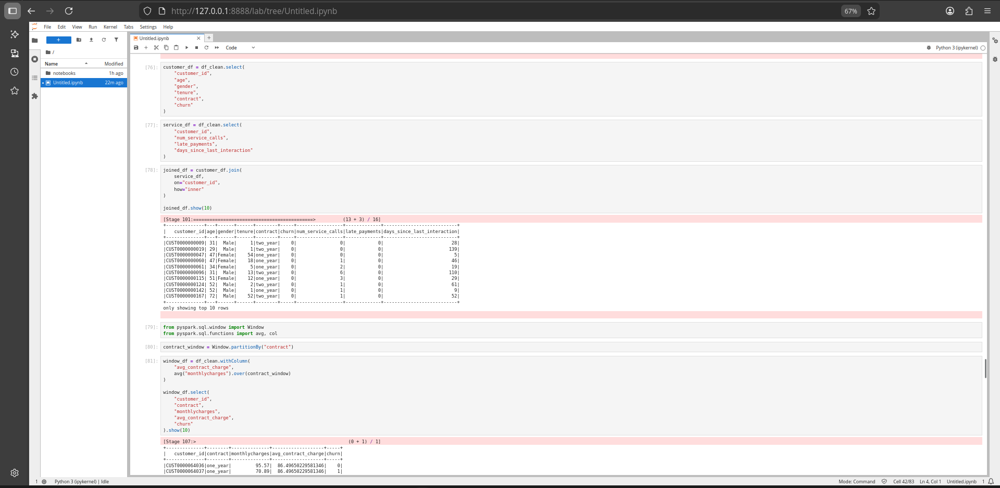 http://127.0.0.1:8888/lab/tree/Untitled.ipynb
67%
File Edit View Run Kernel Tabs Settings Help
+
/
Name Modified
notebooks 1h ago
Untitled.ipynb 22m ago
Untitled.ipynb
Code
Python 3 (ipykernel)
[76]:
customer_df = df_clean.select(
    "customer_id",
    "age",
    "gender",
    "tenure",
    "contract",
    "churn"
)
[77]:
service_df = df_clean.select(
    "customer_id",
    "num_service_calls",
    "late_payments",
    "days_since_last_interaction"
)
[78]:
joined_df = customer_df.join(
    service_df,
    on="customer_id",
    how="inner"
)
joined_df.show(10)
[Stage 101:============================================>          (13 + 3) / 16]
+--------------+---+------+------+--------+-----+-----------------+-------------+---------------------------+
|   customer_id|age|gender|tenure|contract|churn|num_service_calls|late_payments|days_since_last_interaction|
+--------------+---+------+------+--------+-----+-----------------+-------------+---------------------------+
|CUST0000000009| 31|  Male|     1|two_year|    0|                0|            0|                         28|
|CUST0000000019| 29|  Male|     1|two_year|    0|                0|            0|                        139|
|CUST0000000047| 47|Female|    54|one_year|    0|                0|            0|                          5|
|CUST0000000060| 47|Female|    18|one_year|    0|                1|            0|                         46|
|CUST0000000061| 34|Female|     5|one_year|    0|                2|            0|                         19|
|CUST0000000096| 31|  Male|    13|two_year|    0|                6|            0|                        110|
|CUST0000000115| 51|Female|    12|one_year|    0|                3|            0|                         29|
|CUST0000000124| 52|  Male|     2|two_year|    0|                1|            0|                         61|
|CUST0000000142| 52|  Male|     1|one_year|    0|                1|            0|                          9|
|CUST0000000167| 72|  Male|    52|two_year|    0|                1|            0|                         52|
+--------------+---+------+------+--------+-----+-----------------+-------------+---------------------------+
only showing top 10 rows
[79]:
from pyspark.sql.window import Window
from pyspark.sql.functions import avg, col
[80]:
contract_window = Window.partitionBy("contract")
[81]:
window_df = df_clean.withColumn(
    "avg_contract_charge",
    avg("monthlycharges").over(contract_window)
)
window_df.select(
    "customer_id",
    "contract",
    "monthlycharges",
    "avg_contract_charge",
    "churn"
).show(10)
[Stage 107:>                                                        (0 + 1) / 1]
+--------------+--------+--------------+-------------------+-----+
|   customer_id|contract|monthlycharges|avg_contract_charge|churn|
+--------------+--------+--------------+-------------------+-----+
|CUST0000064036|one_year|         95.57|  86.49650229581346|    0|
|CUST0000064037|one_year|         70.89|  86.49650229581346|    1|
1 Python 3 (ipykernel) | Idle
Mode: Command Cell 42/83 Ln 4, Col 1 Untitled.ipynb 1